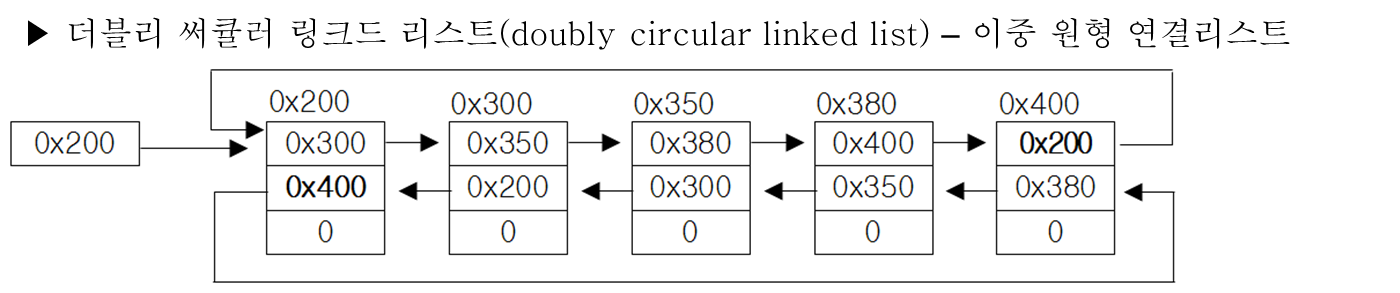 ▶ 더블리 써큘러 링크드 리스트(doubly circular linked list) – 이중 원형 연결리스트
0x200 0x300 0x350 0x380 0x400
0x200 0x300 0x350 0x380 0x400 0x200
0x400 0x200 0x300 0x350 0x380
0 0 0 0 0